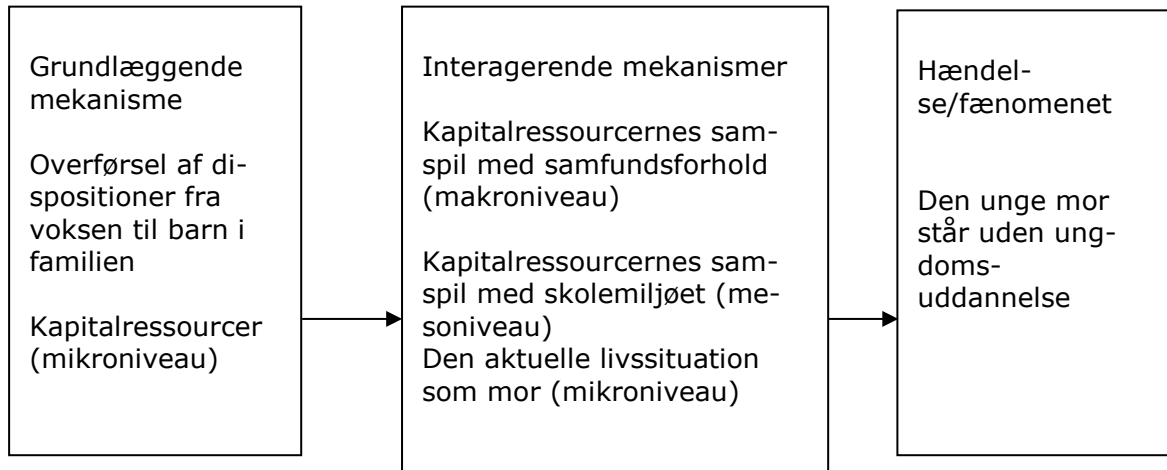 Grundlæggende
mekanisme
Overførsel af di-
spositioner fra
voksen til barn i
familien
Kapitalressourcer
(mikroniveau)
Interagerende mekanismer
Kapitalressourcernes sam-
spil med samfundsforhold
(makroniveau)
Kapitalressourcernes sam-
spil med skolemiljøet (me-
soniveau)
Den aktuelle livssituation
som mor (mikroniveau)
Hændel-
se/fænomenet
Den unge mor
står uden ung-
doms-
uddannelse